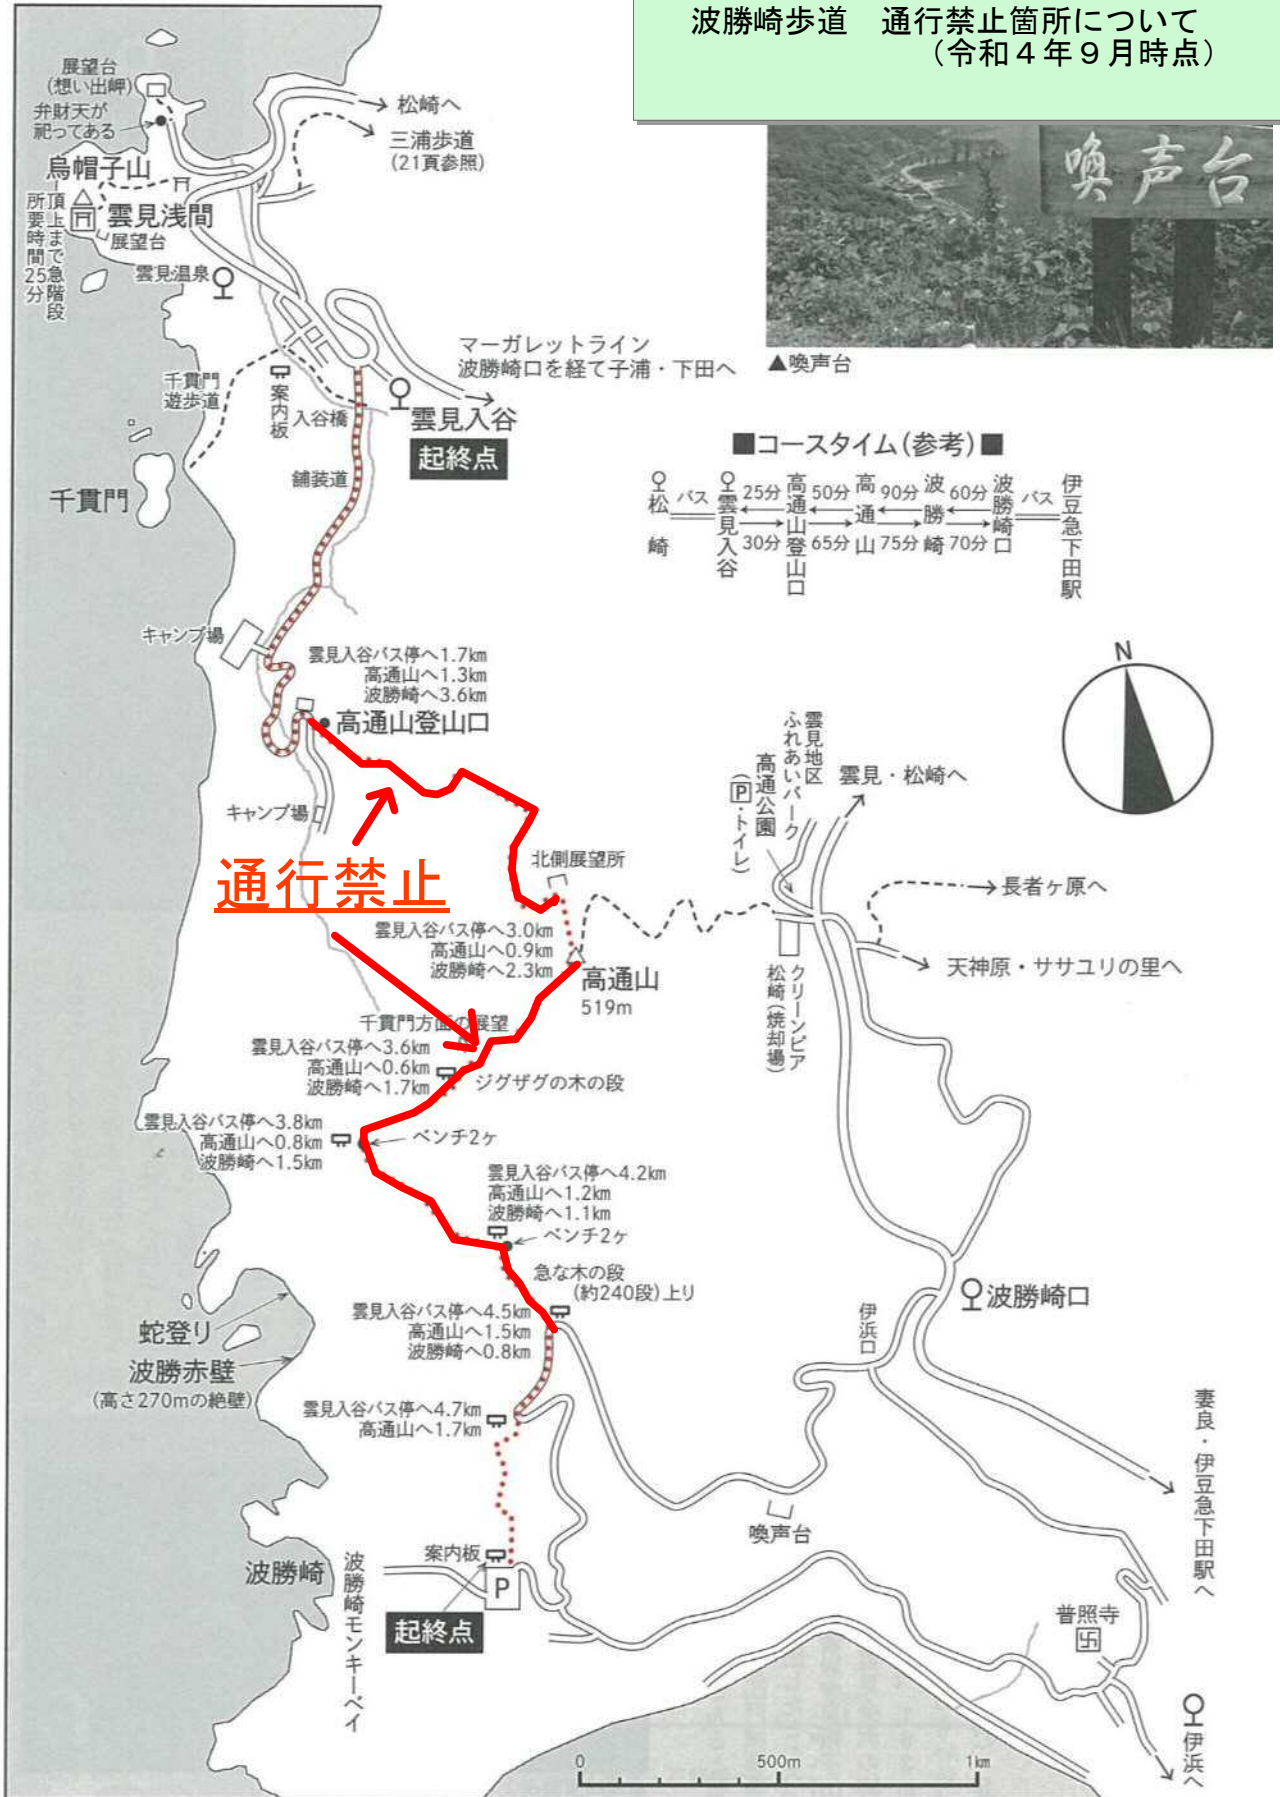 波勝崎歩道　通行禁止箇所について
（令和４年９月時点）
喚声台
▲喚声台
展望台
(想い出岬)
弁財天が
祀ってある
松崎へ
三浦歩道
(21頁参照)
烏帽子山
雲見浅間
展望台
頂上まで急階段
所要時間25分
雲見温泉
マーガレットライン
波勝崎口を経て子浦・下田へ
千貫門
遊歩道
案内板
入谷橋
雲見入谷
起終点
舗装道
千貫門
■コースタイム(参考)■
松崎
バス
雲見入谷
25分
30分
高通山登山口
50分
65分
高通山
90分
75分
波勝崎
60分
70分
波勝崎口
バス
伊豆急下田駅
キャンプ場
雲見入谷バス停へ1.7km
高通山へ1.3km
波勝崎へ3.6km
高通山登山口
N
キャンプ場
通行禁止
北側展望所
雲見地区
ふれあいパーク
高通公園
(P・トイレ)
雲見・松崎へ
長者ヶ原へ
天神原・ササユリの里へ
クリーンピア
松崎(焼却場)
雲見入谷バス停へ3.0km
高通山へ0.9km
波勝崎へ2.3km
高通山
519m
千貫門方面の展望
雲見入谷バス停へ3.6km
高通山へ0.6km
波勝崎へ1.7km
ジグザグの木の段
雲見入谷バス停へ3.8km
高通山へ0.8km
波勝崎へ1.5km
ベンチ2ヶ
雲見入谷バス停へ4.2km
高通山へ1.2km
波勝崎へ1.1km
ベンチ2ヶ
急な木の段
(約240段)上り
雲見入谷バス停へ4.5km
高通山へ1.5km
波勝崎へ0.8km
蛇登り
波勝赤壁
(高さ270mの絶壁)
雲見入谷バス停へ4.7km
高通山へ1.7km
伊浜口
波勝崎口
妻良・伊豆急下田駅へ
喚声台
案内板
P
起終点
波勝崎
波勝崎モンキーベイ
普照寺
卍
伊浜へ
0
500m
1km